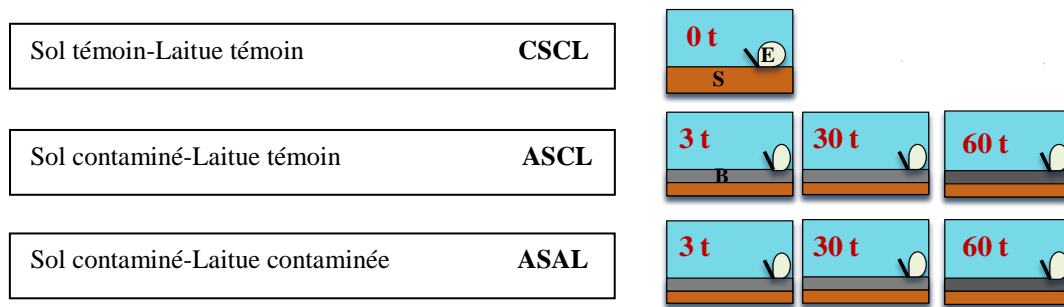 Sol témoin-Laitue témoin CSCL
0 t
E
S
Sol contaminé-Laitue témoin ASCL
3 t 30 t 60 t
B
Sol contaminé-Laitue contaminée ASAL
3 t 30 t 60 t